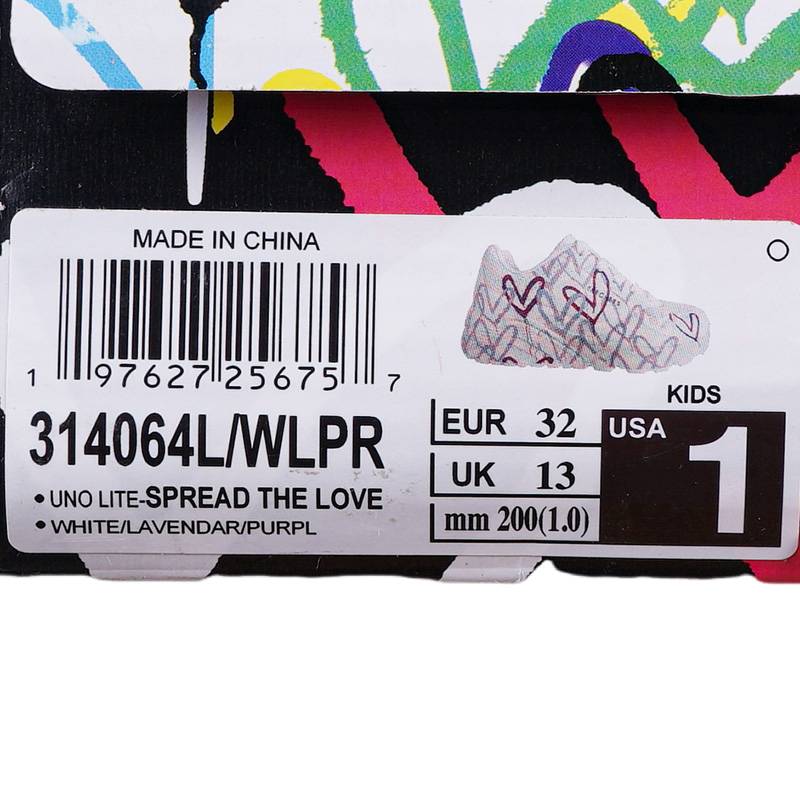 MADE IN CHINA
1 97627 25675 7
314064L/WLPR
• UNO LITE-SPREAD THE LOVE
• WHITE/LAVENDAR/PURPL
KIDS
EUR 32
UK 13
mm 200(1.0)
USA 1